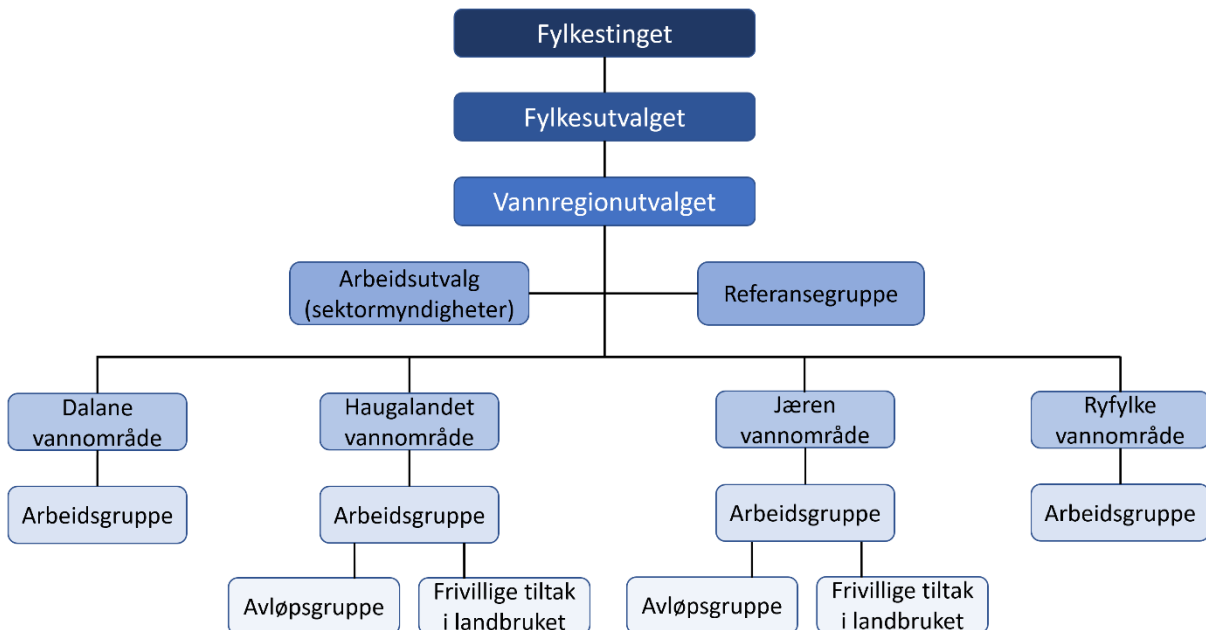 Fylkestinget
Fylkesutvalget
Vannregionutvalget
Arbeidsutvalg
(sektormyndigheter)
Referansegruppe
Dalane
vannområde
Haugalandet
vannområde
Jæren
vannområde
Ryfylke
vannområde
Arbeidsgruppe
Arbeidsgruppe
Arbeidsgruppe
Arbeidsgruppe
Avløpsgruppe
Frivillige tiltak
i landbruket
Avløpsgruppe
Frivillige tiltak
i landbruket